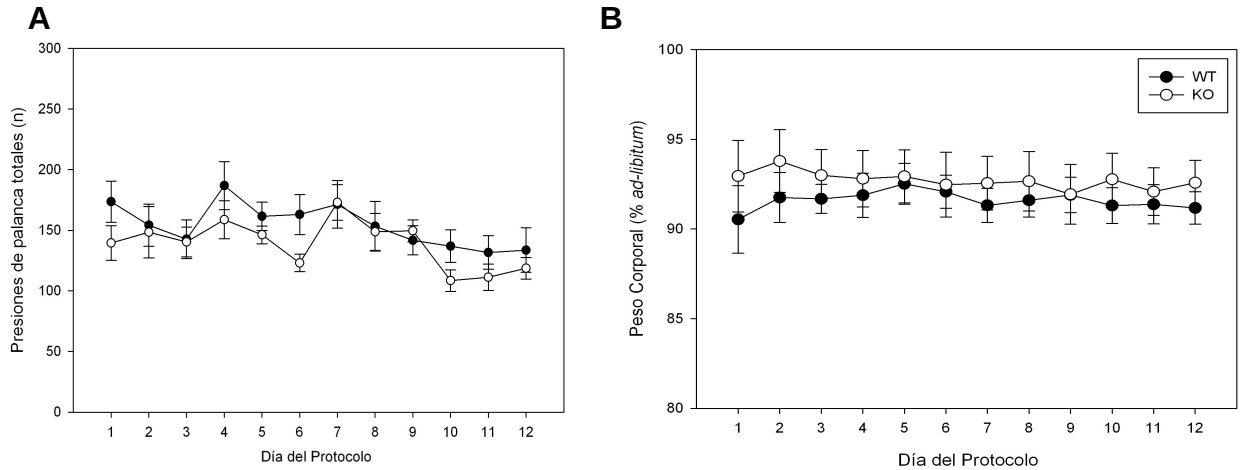 A
Presiones de palanca totales (n)
300
250
200
150
100
50
0
1 2 3 4 5 6 7 8 9 10 11 12
Día del Protocolo
B
Peso Corporal (% ad-libitum)
100
95
90
85
80
WT
KO
1 2 3 4 5 6 7 8 9 10 11 12
Día del Protocolo